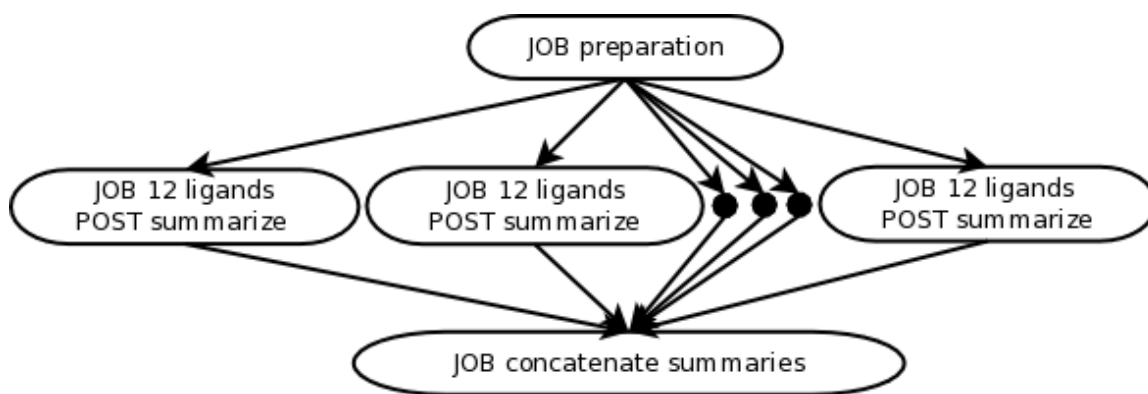 JOB preparation
JOB 12 ligands
POST summarize
JOB 12 ligands
POST summarize
JOB 12 ligands
POST summarize
JOB concatenate summaries